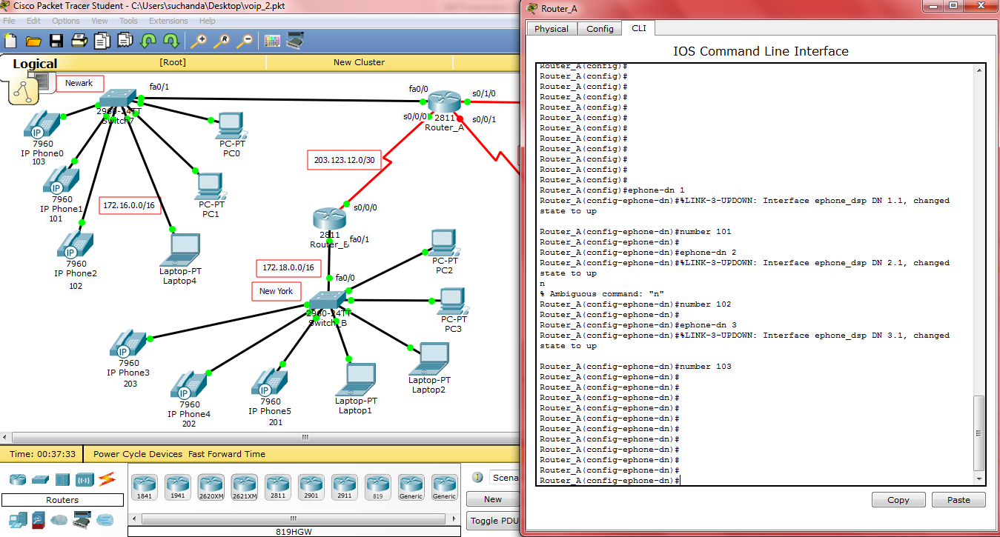 Cisco Packet Tracer Student - C:\Users\suchanda\Desktop\voip_2.pkt
File Edit Options View Tools Extensions Help
Logical
[Root]
New Cluster
Newark
fa0/1
fa0/0
s0/1/0
2960-24TT
Switch7
s0/0/0
2811
Router_A
s0/0/1
7960
IP Phone0
103
PC-PT
PC0
203.123.12.0/30
7960
IP Phone1
101
172.16.0.0/16
PC-PT
PC1
s0/0/0
2811
Router_B
fa0/1
7960
IP Phone2
102
Laptop-PT
Laptop4
172.18.0.0/16
fa0/0
New York
PC-PT
PC2
2960-24TT
Switch_B
PC-PT
PC3
7960
IP Phone3
203
7960
IP Phone4
202
7960
IP Phone5
201
Laptop-PT
Laptop1
Laptop-PT
Laptop2
IP
IP
IP
IP
IP
IP
Time: 00:37:33
Power Cycle Devices Fast Forward Time
Routers
1841
1941
2620XM
2621XM
2811
2901
2911
819
Generic
Generic
819HGW
Scena
New
Toggle PDU
Router_A
Physical
Config
CLI
IOS Command Line Interface
Router_A(config)#
Router_A(config)#
Router_A(config)#
Router_A(config)#
Router_A(config)#
Router_A(config)#
Router_A(config)#
Router_A(config)#
Router_A(config)#
Router_A(config)#
Router_A(config)#
Router_A(config)#
Router_A(config)#ephone-dn 1
Router_A(config-ephone-dn)#%LINK-3-UPDOWN: Interface ephone_dsp DN 1.1, changed
state to up
Router_A(config-ephone-dn)#number 101
Router_A(config-ephone-dn)#
Router_A(config-ephone-dn)#ephone-dn 2
Router_A(config-ephone-dn)#%LINK-3-UPDOWN: Interface ephone_dsp DN 2.1, changed
state to up
n
% Ambiguous command: "n"
Router_A(config-ephone-dn)#number 102
Router_A(config-ephone-dn)#
Router_A(config-ephone-dn)#ephone-dn 3
Router_A(config-ephone-dn)#%LINK-3-UPDOWN: Interface ephone_dsp DN 3.1, changed
state to up
Router_A(config-ephone-dn)#number 103
Router_A(config-ephone-dn)#
Router_A(config-ephone-dn)#
Router_A(config-ephone-dn)#
Router_A(config-ephone-dn)#
Router_A(config-ephone-dn)#
Router_A(config-ephone-dn)#
Router_A(config-ephone-dn)#
Router_A(config-ephone-dn)#
Router_A(config-ephone-dn)#
Router_A(config-ephone-dn)#
Router_A(config-ephone-dn)#
Copy
Paste